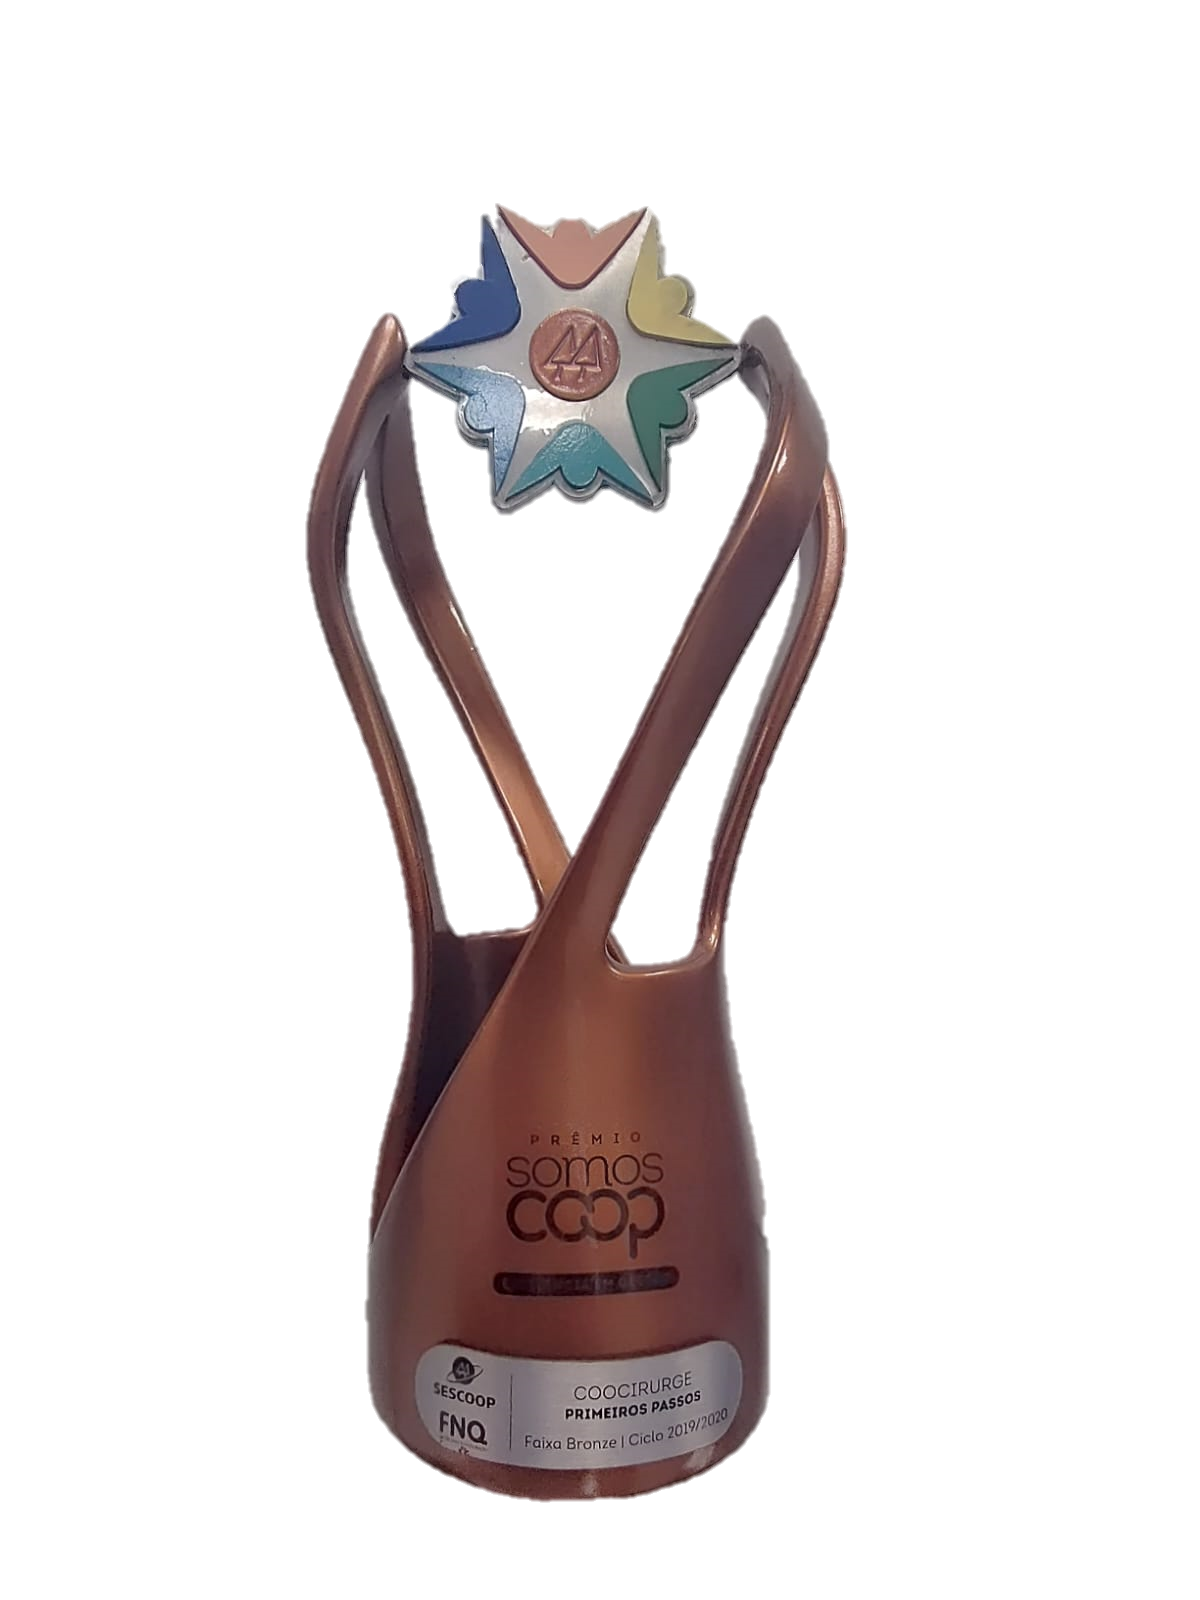 PRÊMIO
somos
coop
SESCOOP
FNQ
COOCIRURGE
PRIMEIROS PASSOS
Faixa Bronze | Ciclo 2019/2020